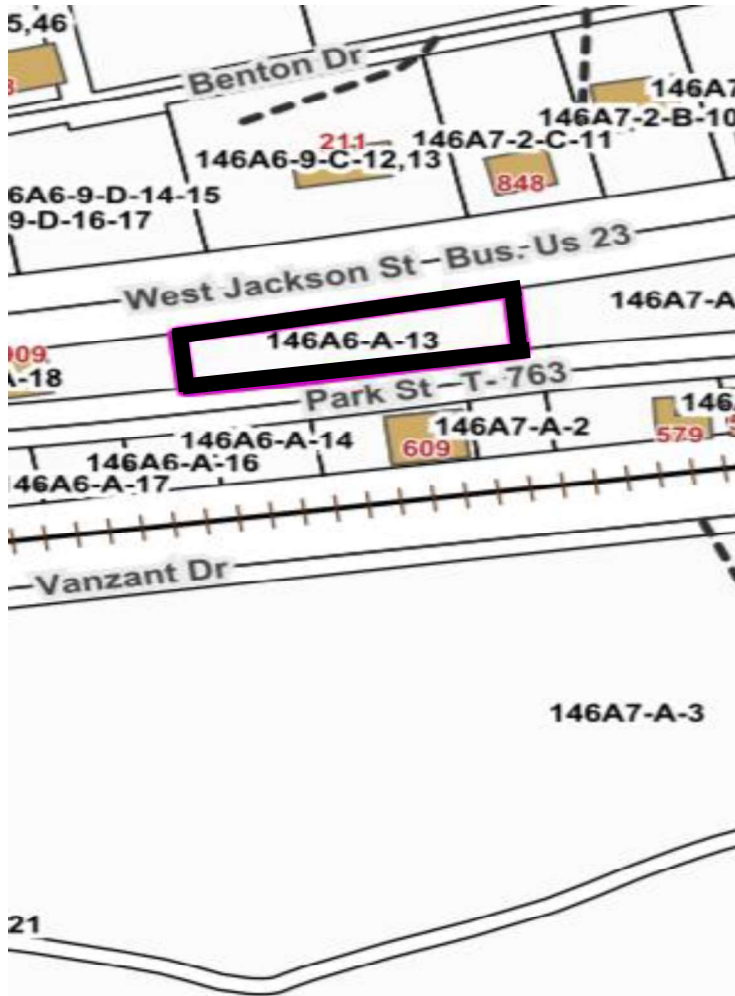 5,46
Benton Dr
146A7
146A7-2-B-10
211
146A7-2-C-11
146A6-9-C-12,13
848
6A6-9-D-14-15
9-D-16-17
West Jackson St-Bus. Us 23
146A7-A
146A6-A-13
909
A-18
Park St-T-763
146A7-A-2
609
579
146A6-A-14
146A6-A-16
146A6-A-17
Vanzant Dr
146A7-A-3
21